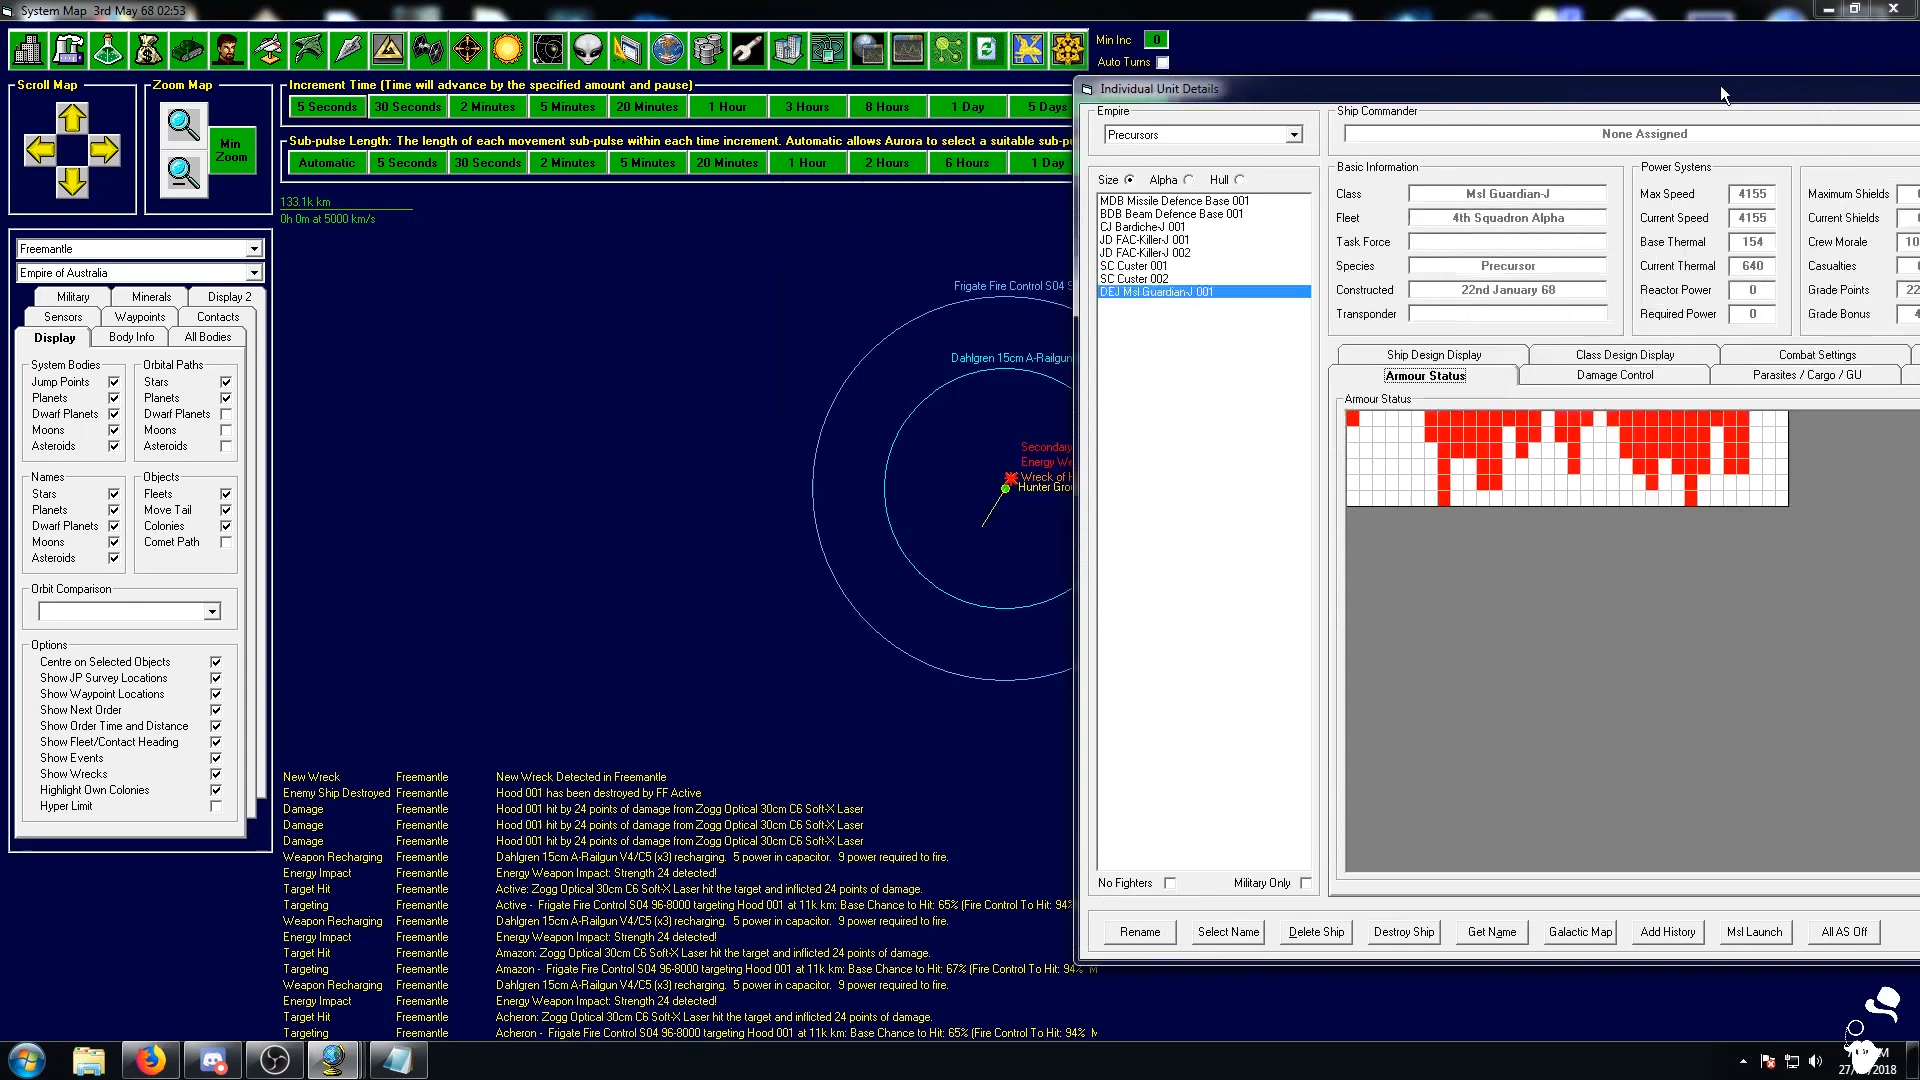 System Map 3rd May 68 02:53
Min Inc 0
Auto Turns
Scroll Map
Zoom Map
Min Zoom
Increment Time (Time will advance by the specified amount and pause)
5 Seconds 30 Seconds 2 Minutes 5 Minutes 20 Minutes 1 Hour 3 Hours 8 Hours 1 Day 5 Days
Sub-pulse Length: The length of each movement sub-pulse within each time increment. Automatic allows Aurora to select a suitable sub-p
Automatic 5 Seconds 30 Seconds 2 Minutes 5 Minutes 20 Minutes 1 Hour 2 Hours 6 Hours 1 Day
133.1k km
0h 0m at 5000 km/s
Freemantle
Empire of Australia
Military Minerals Display 2
Sensors Waypoints Contacts
Display Body Info All Bodies
System Bodies
Jump Points
Planets
Dwarf Planets
Moons
Asteroids
Orbital Paths
Stars
Planets
Dwarf Planets
Moons
Asteroids
Names
Stars
Planets
Dwarf Planets
Moons
Asteroids
Objects
Fleets
Move Tail
Colonies
Comet Path
Orbit Comparison
Options
Centre on Selected Objects
Show JP Survey Locations
Show Waypoint Locations
Show Next Order
Show Order Time and Distance
Show Fleet/Contact Heading
Show Events
Show Wrecks
Highlight Own Colonies
Hyper Limit
Frigate Fire Control S04
Dahlgren 15cm A-Railgun
Secondary
Energy We
Wreck of
Hunter Gro
New Wreck Freemantle New Wreck Detected in Freemantle
Enemy Ship Destroyed Freemantle Hood 001 has been destroyed by FF Active
Damage Freemantle Hood 001 hit by 24 points of damage from Zogg Optical 30cm C6 Soft-X Laser
Damage Freemantle Hood 001 hit by 24 points of damage from Zogg Optical 30cm C6 Soft-X Laser
Damage Freemantle Hood 001 hit by 24 points of damage from Zogg Optical 30cm C6 Soft-X Laser
Weapon Recharging Freemantle Dahlgren 15cm A-Railgun V4/C5 (x3) recharging. 5 power in capacitor. 9 power required to fire.
Energy Impact Freemantle Energy Weapon Impact: Strength 24 detected!
Target Hit Freemantle Active: Zogg Optical 30cm C6 Soft-X Laser hit the target and inflicted 24 points of damage.
Targeting Freemantle Active - Frigate Fire Control S04 96-8000 targeting Hood 001 at 11k km: Base Chance to Hit: 65% (Fire Control To Hit: 94%
Weapon Recharging Freemantle Dahlgren 15cm A-Railgun V4/C5 (x3) recharging. 5 power in capacitor. 9 power required to fire.
Energy Impact Freemantle Energy Weapon Impact: Strength 24 detected!
Target Hit Freemantle Amazon: Zogg Optical 30cm C6 Soft-X Laser hit the target and inflicted 24 points of damage.
Targeting Freemantle Amazon - Frigate Fire Control S04 96-8000 targeting Hood 001 at 11k km: Base Chance to Hit: 67% (Fire Control To Hit: 94% M
Weapon Recharging Freemantle Dahlgren 15cm A-Railgun V4/C5 (x3) recharging. 5 power in capacitor. 9 power required to fire.
Energy Impact Freemantle Energy Weapon Impact: Strength 24 detected!
Target Hit Freemantle Acheron: Zogg Optical 30cm C6 Soft-X Laser hit the target and inflicted 24 points of damage.
Targeting Freemantle Acheron - Frigate Fire Control S04 96-8000 targeting Hood 001 at 11k km: Base Chance to Hit: 65% (Fire Control To Hit: 94% M
Individual Unit Details
Empire
Precursors
Size Alpha Hull
MDB Missile Defence Base 001
BDB Beam Defence Base 001
CJ Bardiche-J 001
JD FAC-Killer-J 001
JD FAC-Killer-J 002
SC Custer 001
SC Custer 002
DEJ Msl Guardian-J 001
No Fighters Military Only
Ship Commander
None Assigned
Basic Information
Class Msl Guardian-J
Fleet 4th Squadron Alpha
Task Force
Species Precursor
Constructed 22nd January 68
Transponder
Power Systems
Max Speed 4155
Current Speed 4155
Base Thermal 154
Current Thermal 640
Reactor Power 0
Required Power 0
Maximum Shields
Current Shields
Crew Morale 10
Casualties
Grade Points 22
Grade Bonus
Ship Design Display Class Design Display Combat Settings
Armour Status Damage Control Parasites / Cargo / GU
Armour Status
Rename Select Name Delete Ship Destroy Ship Get Name Galactic Map Add History Msl Launch All AS Off